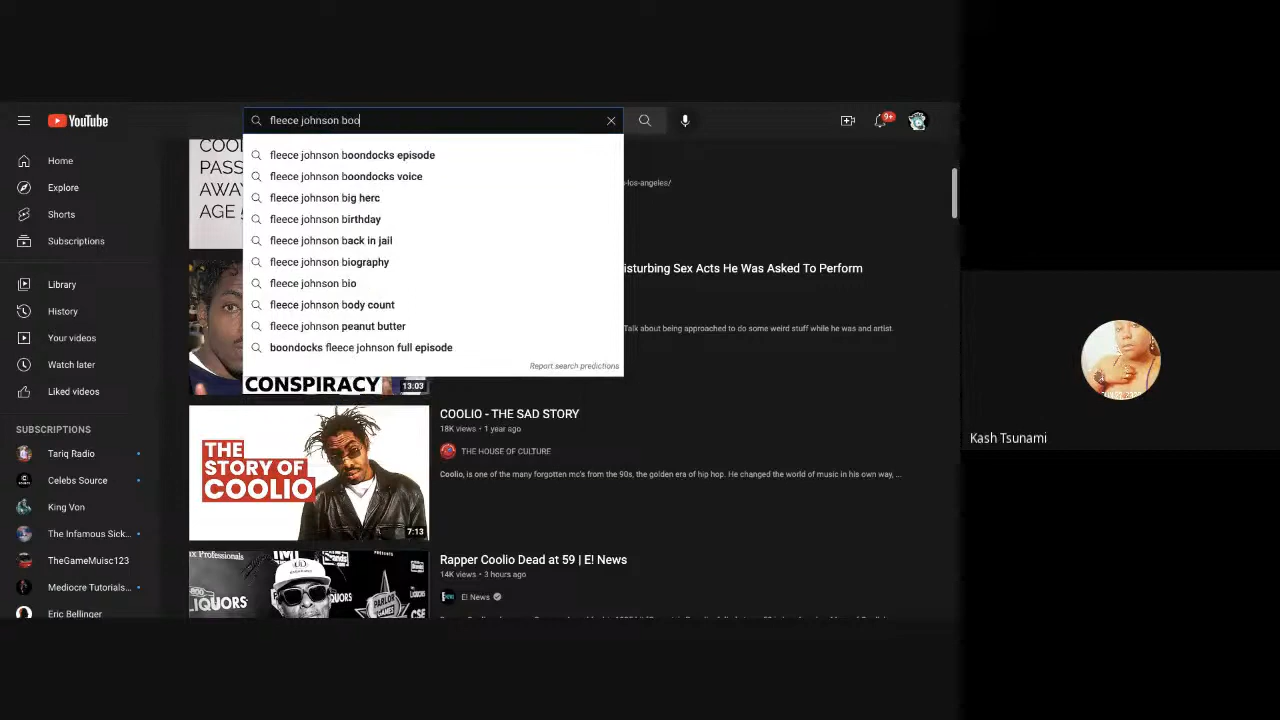 YouTube
fleece johnson boo
9+
fleece johnson boondocks episode
fleece johnson boondocks voice
fleece johnson big herc
fleece johnson birthday
fleece johnson back in jail
fleece johnson biography
fleece johnson bio
fleece johnson body count
fleece johnson peanut butter
boondocks fleece johnson full episode
Report search predictions
Home
Explore
Shorts
Subscriptions
Library
History
Your videos
Watch later
Liked videos
SUBSCRIPTIONS
Tariq Radio
Celebs Source
King Von
The Infamous Sick...
TheGameMuisc123
Mediocre Tutorials...
Eric Bellinger
PASS
AWAY
AGE
-los-angeles/
isturbing Sex Acts He Was Asked To Perform
Talk about being approached to do some weird stuff while he was and artist.
CONSPIRACY
13:03
THE
STORY OF
COOLIO
7:13
COOLIO - THE SAD STORY
18K views • 1 year ago
THE HOUSE OF CULTURE
Coolio, is one of the many forgotten mc's from the 90s, the golden era of hip hop. He changed the world of music in his own way, ...
LIQUORS
Rapper Coolio Dead at 59 | E! News
14K views • 3 hours ago
E! News
Kash Tsunami